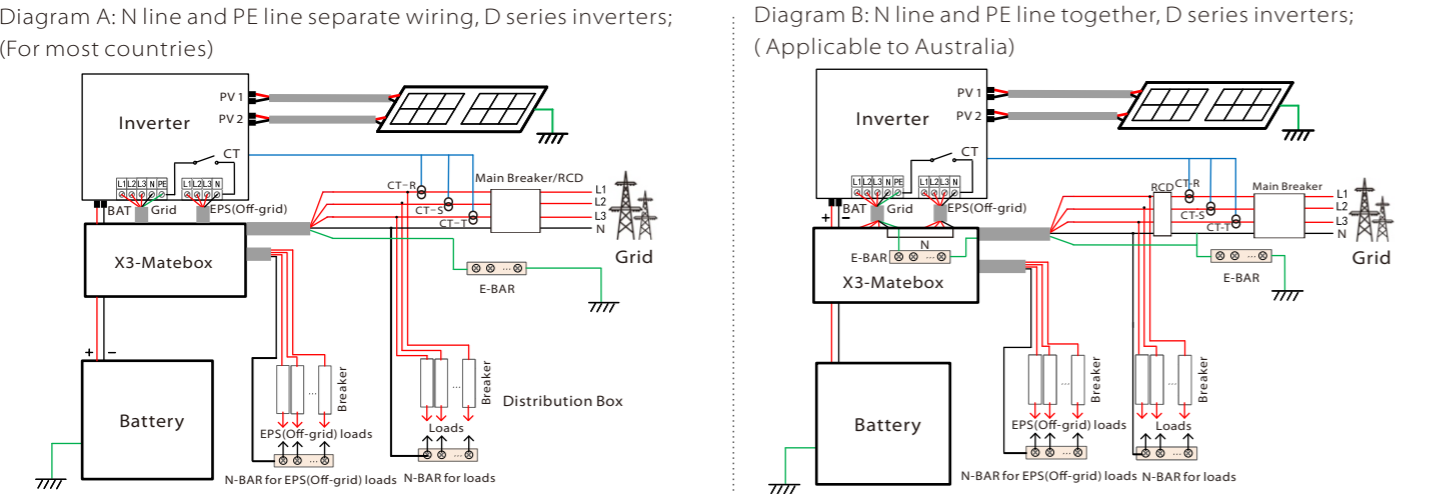 Diagram A: N line and PE line separate wiring, D series inverters;
(For most countries)
Inverter
PV 1
PV 2
CT
L1 L2 L3 N PE
L1 L2 L3 N
BAT
Grid
EPS(Off-grid)
CT-R
CT-S
CT-T
Main Breaker/RCD
L1
L2
L3
N
Grid
X3-Matebox
E-BAR
+ −
Battery
Breaker
Breaker
Distribution Box
EPS(Off-grid) loads
Loads
N-BAR for EPS(Off-grid) loads
N-BAR for loads
Diagram B: N line and PE line together, D series inverters;
( Applicable to Australia)
Inverter
PV 1
PV 2
CT
L1 L2 L3 N PE
L1 L2 L3 N
+ −
BAT
Grid
EPS(Off-grid)
RCD
CT-R
CT-S
CT-T
Main Breaker
L1
L2
L3
N
Grid
N
E-BAR
X3-Matebox
E-BAR
Battery
Breaker
Breaker
EPS(Off-grid) loads
Loads
N-BAR for EPS(Off-grid) loads
N-BAR for loads